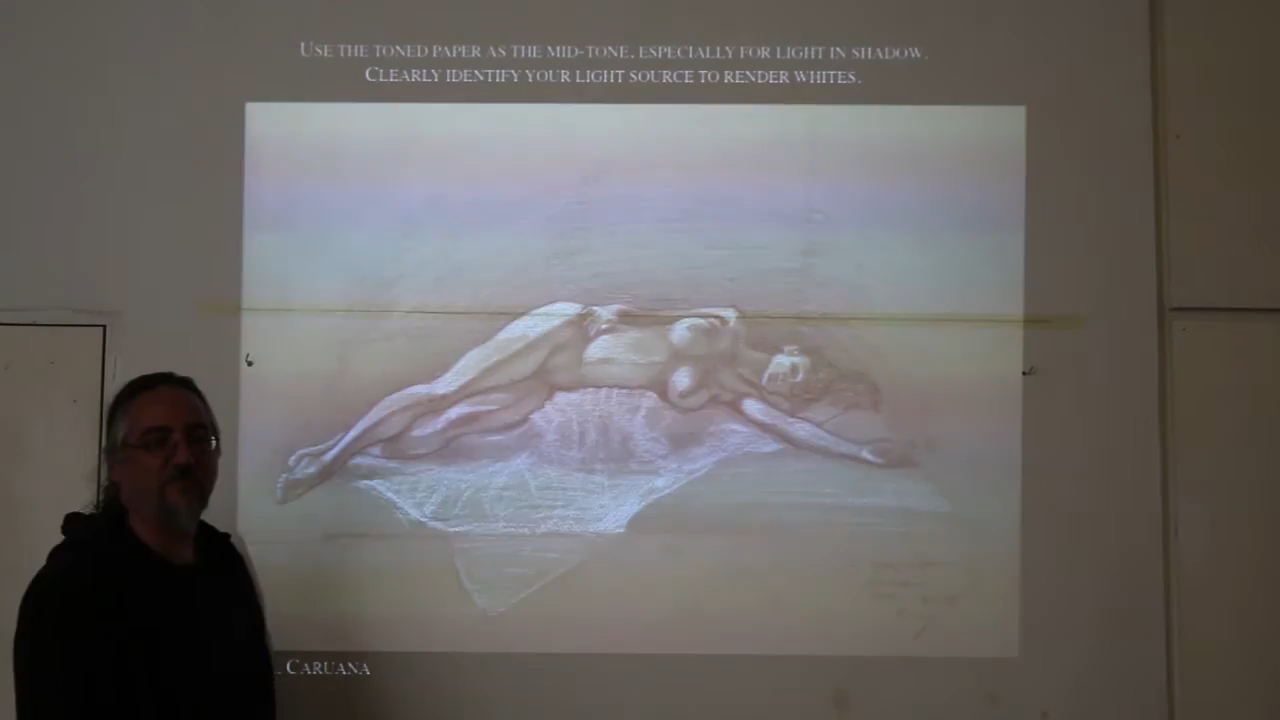 USE THE TONED PAPER AS THE MID-TONE, ESPECIALLY FOR LIGHT IN SHADOW.
CLEARLY IDENTIFY YOUR LIGHT SOURCE TO RENDER WHITES.
. CARUANA